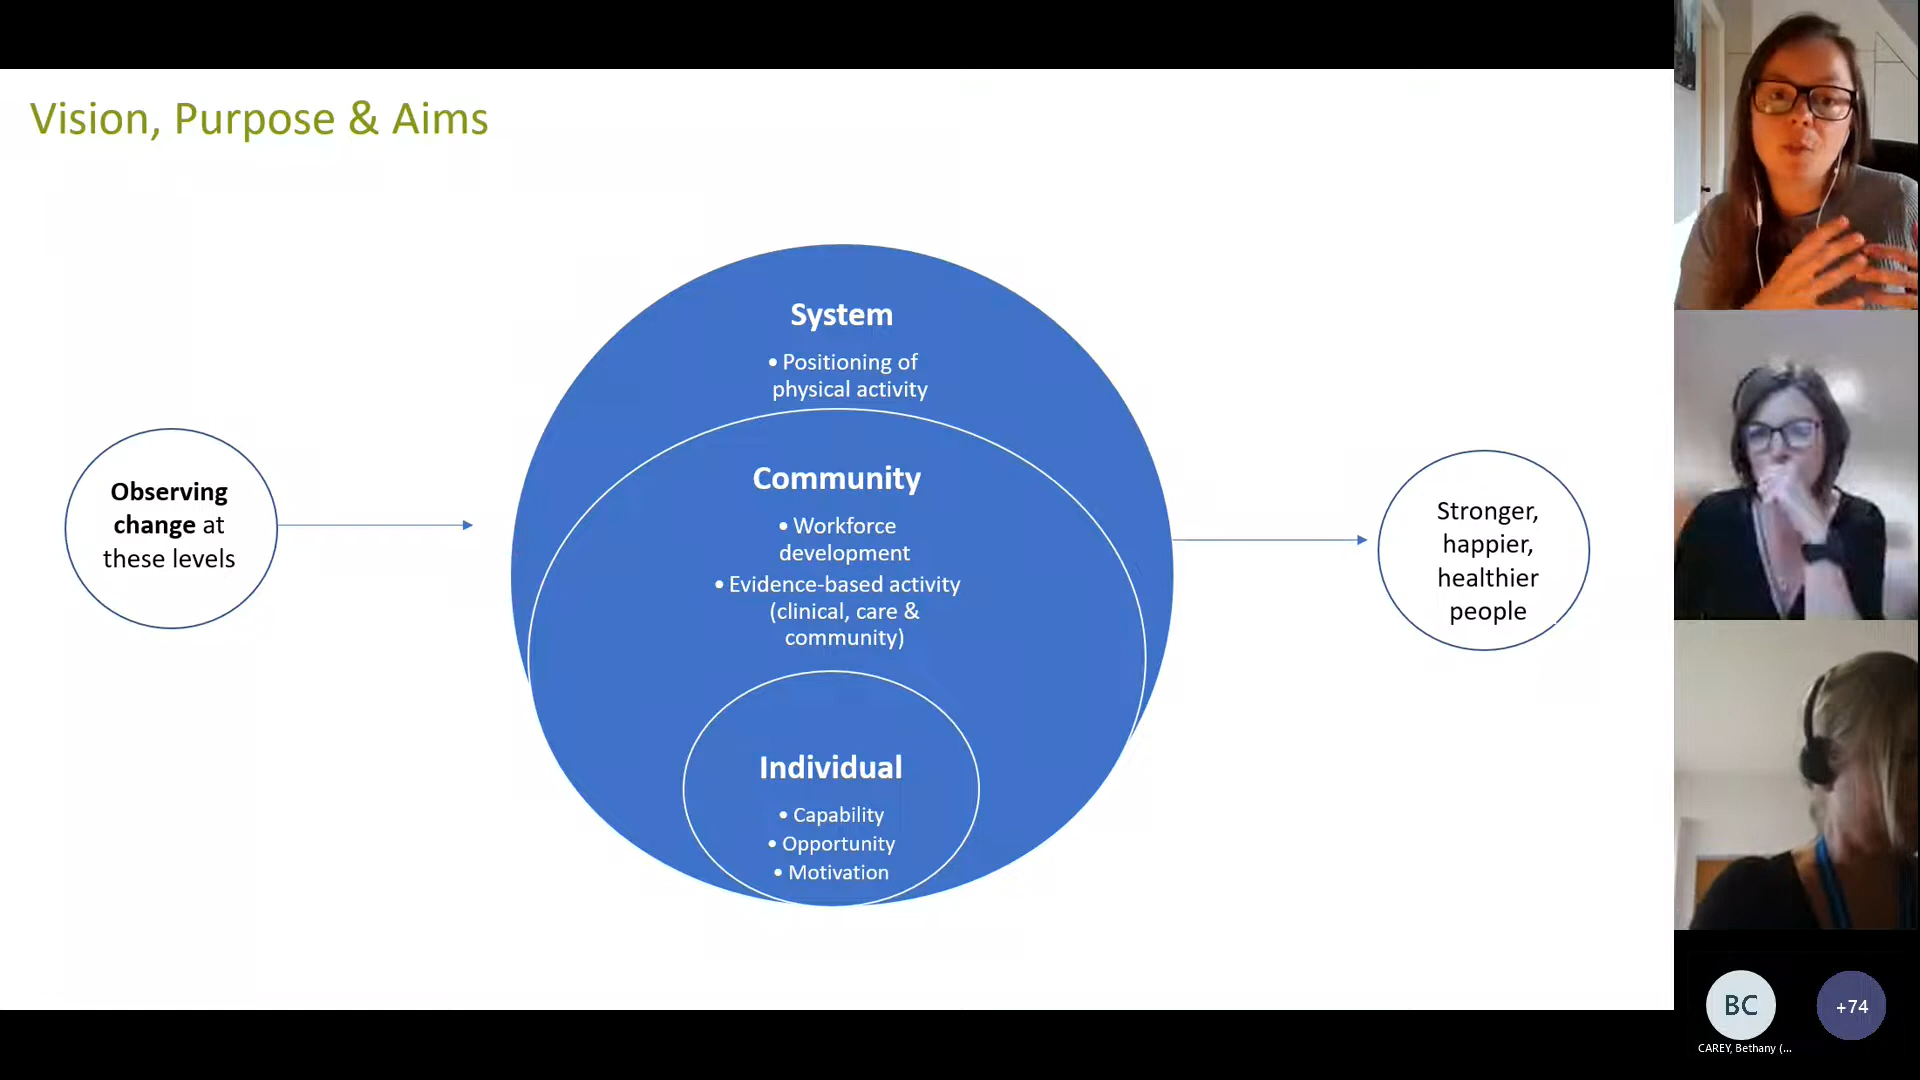 Vision, Purpose & Aims
Observing
change at
these levels
System
• Positioning of
physical activity
Community
• Workforce
development
• Evidence-based activity
(clinical, care &
community)
Individual
• Capability
• Opportunity
• Motivation
Stronger,
happier,
healthier
people
BC
+74
CAREY, Bethany (...